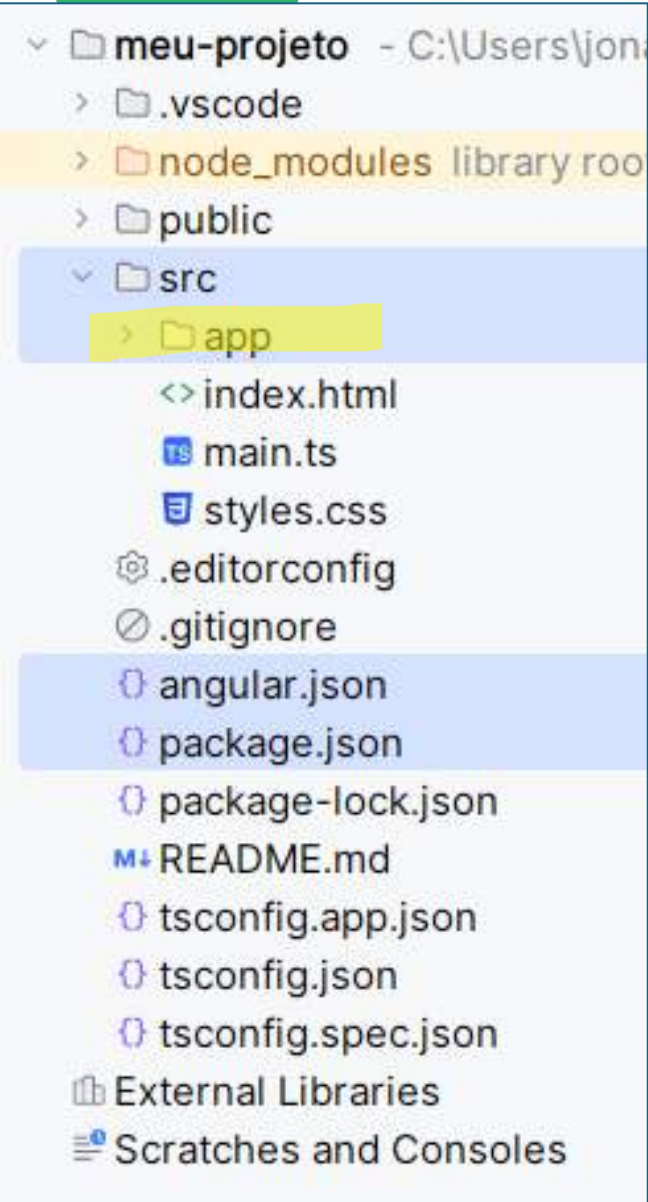 meu-projeto - C:\Users\jon
.vscode
node_modules library roo
public
src
app
<> index.html
TS main.ts
styles.css
.editorconfig
.gitignore
{} angular.json
{} package.json
{} package-lock.json
M↓ README.md
{} tsconfig.app.json
{} tsconfig.json
{} tsconfig.spec.json
External Libraries
Scratches and Consoles